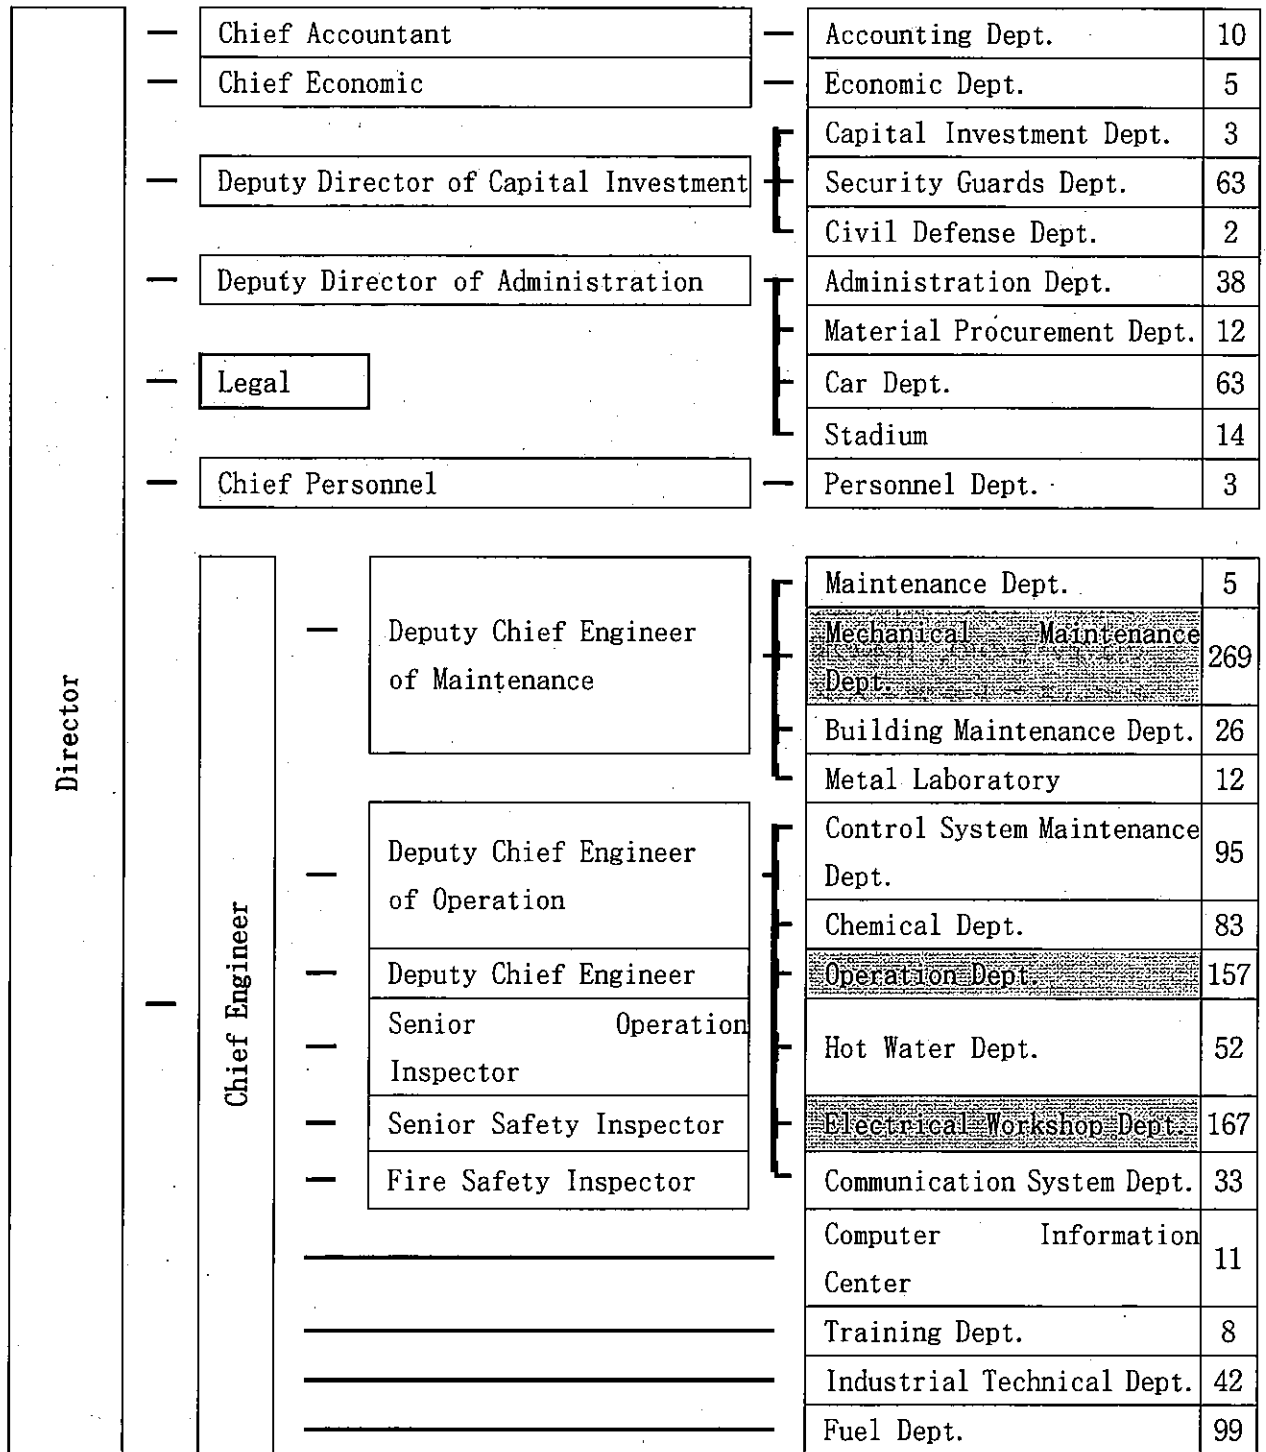 Chief Accountant Accounting Dept. 10
Chief Economic Economic Dept. 5
Capital Investment Dept. 3
Deputy Director of Capital Investment Security Guards Dept. 63
Civil Defense Dept. 2
Deputy Director of Administration Administration Dept. 38
Material Procurement Dept. 12
Legal Car Dept. 63
Stadium 14
Chief Personnel Personnel Dept. 3
Director
Chief Engineer
Deputy Chief Engineer
of Maintenance
Maintenance Dept. 5
Mechanical Maintenance
Dept.
269
Building Maintenance Dept. 26
Metal Laboratory 12
Deputy Chief Engineer
of Operation
Control System Maintenance
Dept.
95
Chemical Dept. 83
Deputy Chief Engineer Operation Dept. 157
Senior Operation
Inspector
Hot Water Dept. 52
Senior Safety Inspector Electrical Workshop Dept. 167
Fire Safety Inspector Communication System Dept. 33
Computer Information
Center
11
Training Dept. 8
Industrial Technical Dept. 42
Fuel Dept. 99